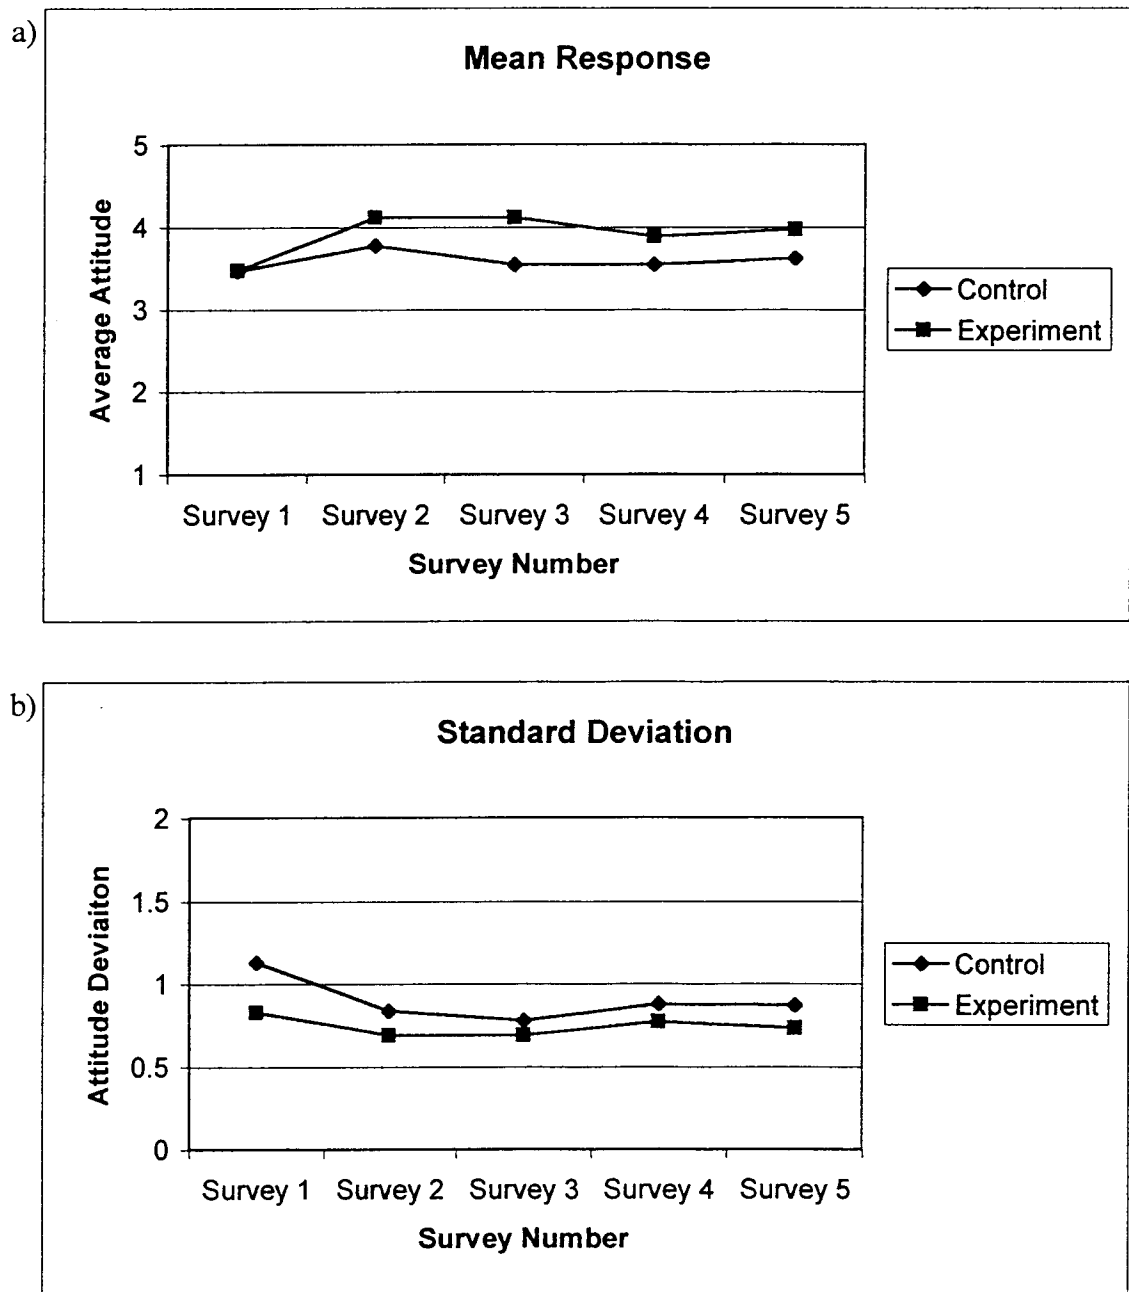 a)
Mean Response
5
4
3
2
1
Average Attitude
Survey 1 Survey 2 Survey 3 Survey 4 Survey 5
Survey Number
Control
Experiment
b)
Standard Deviation
2
1.5
1
0.5
0
Attitude Deviaiton
Survey 1 Survey 2 Survey 3 Survey 4 Survey 5
Survey Number
Control
Experiment